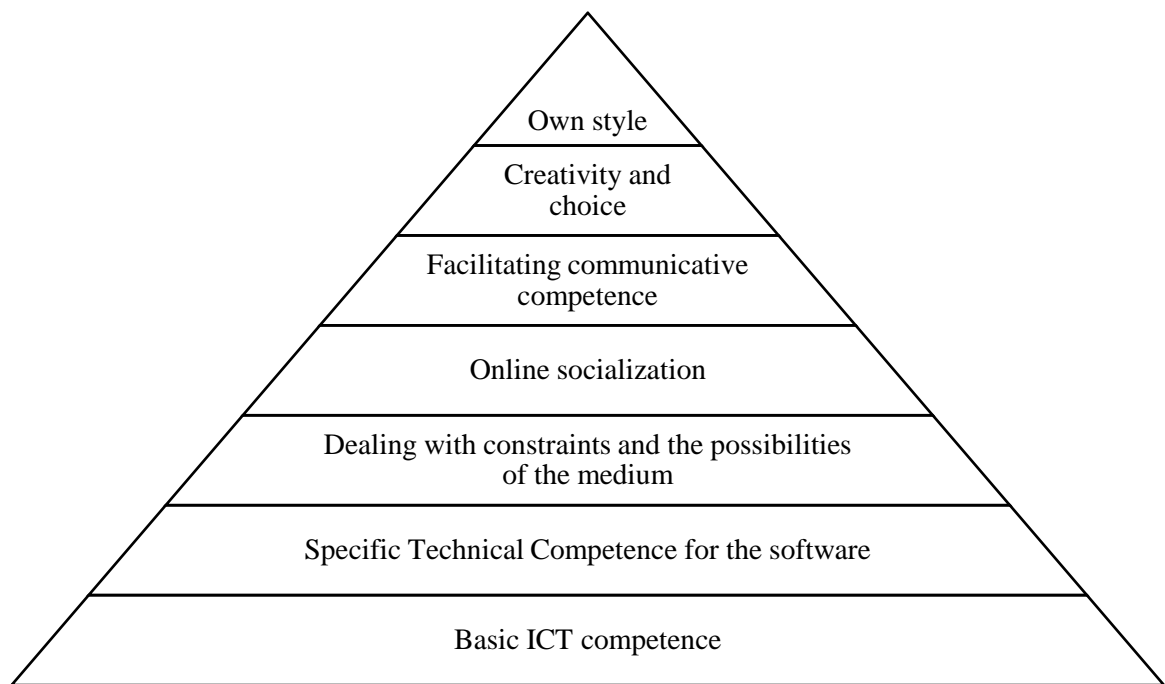 Own style
Creativity and
choice
Facilitating communicative
competence
Online socialization
Dealing with constraints and the possibilities
of the medium
Specific Technical Competence for the software
Basic ICT competence